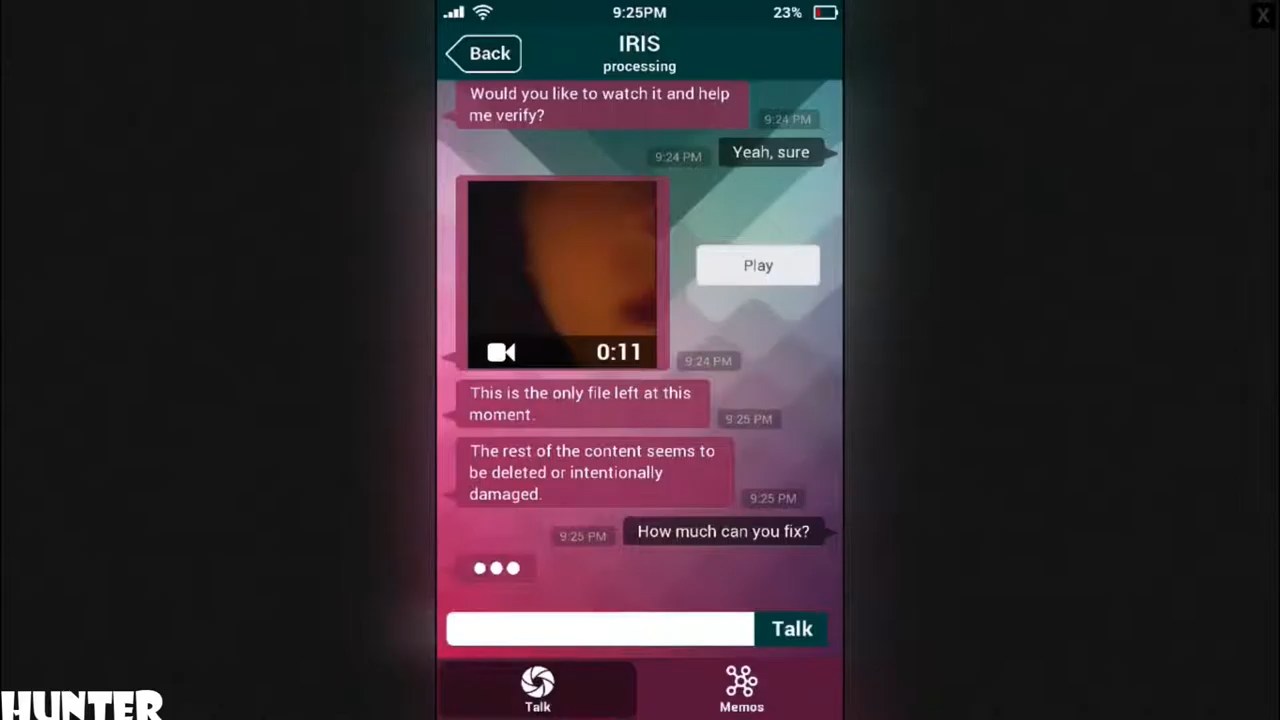 9:25PM
23%
X
Back
IRIS
processing
Would you like to watch it and help
me verify?
9:24 PM
9:24 PM
Yeah, sure
Play
0:11
9:24 PM
This is the only file left at this
moment.
9:25 PM
The rest of the content seems to
be deleted or intentionally
damaged.
9:25 PM
9:25 PM
How much can you fix?
Talk
Talk
Memos
HUNTER